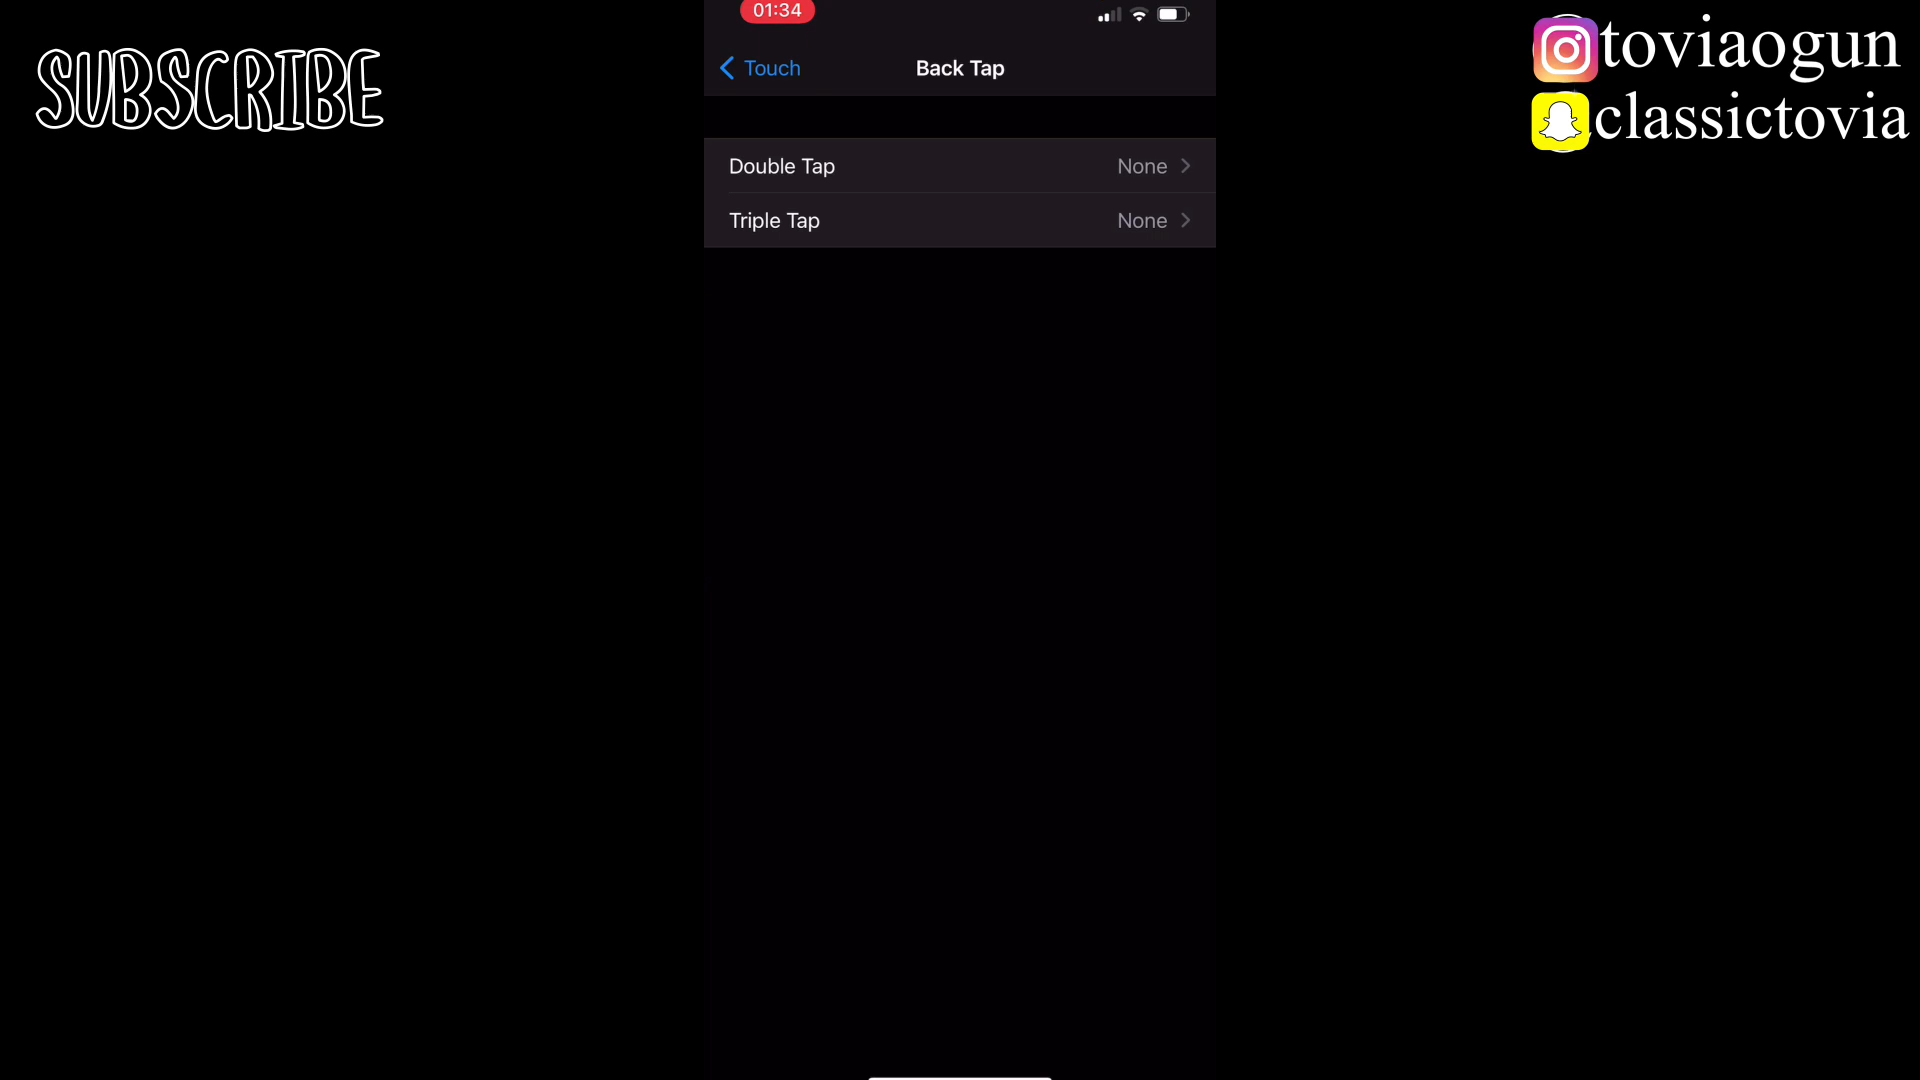 SUBSCRIBE
01:34
Touch
Back Tap
Double Tap
None
Triple Tap
None
toviaogun
classictovia